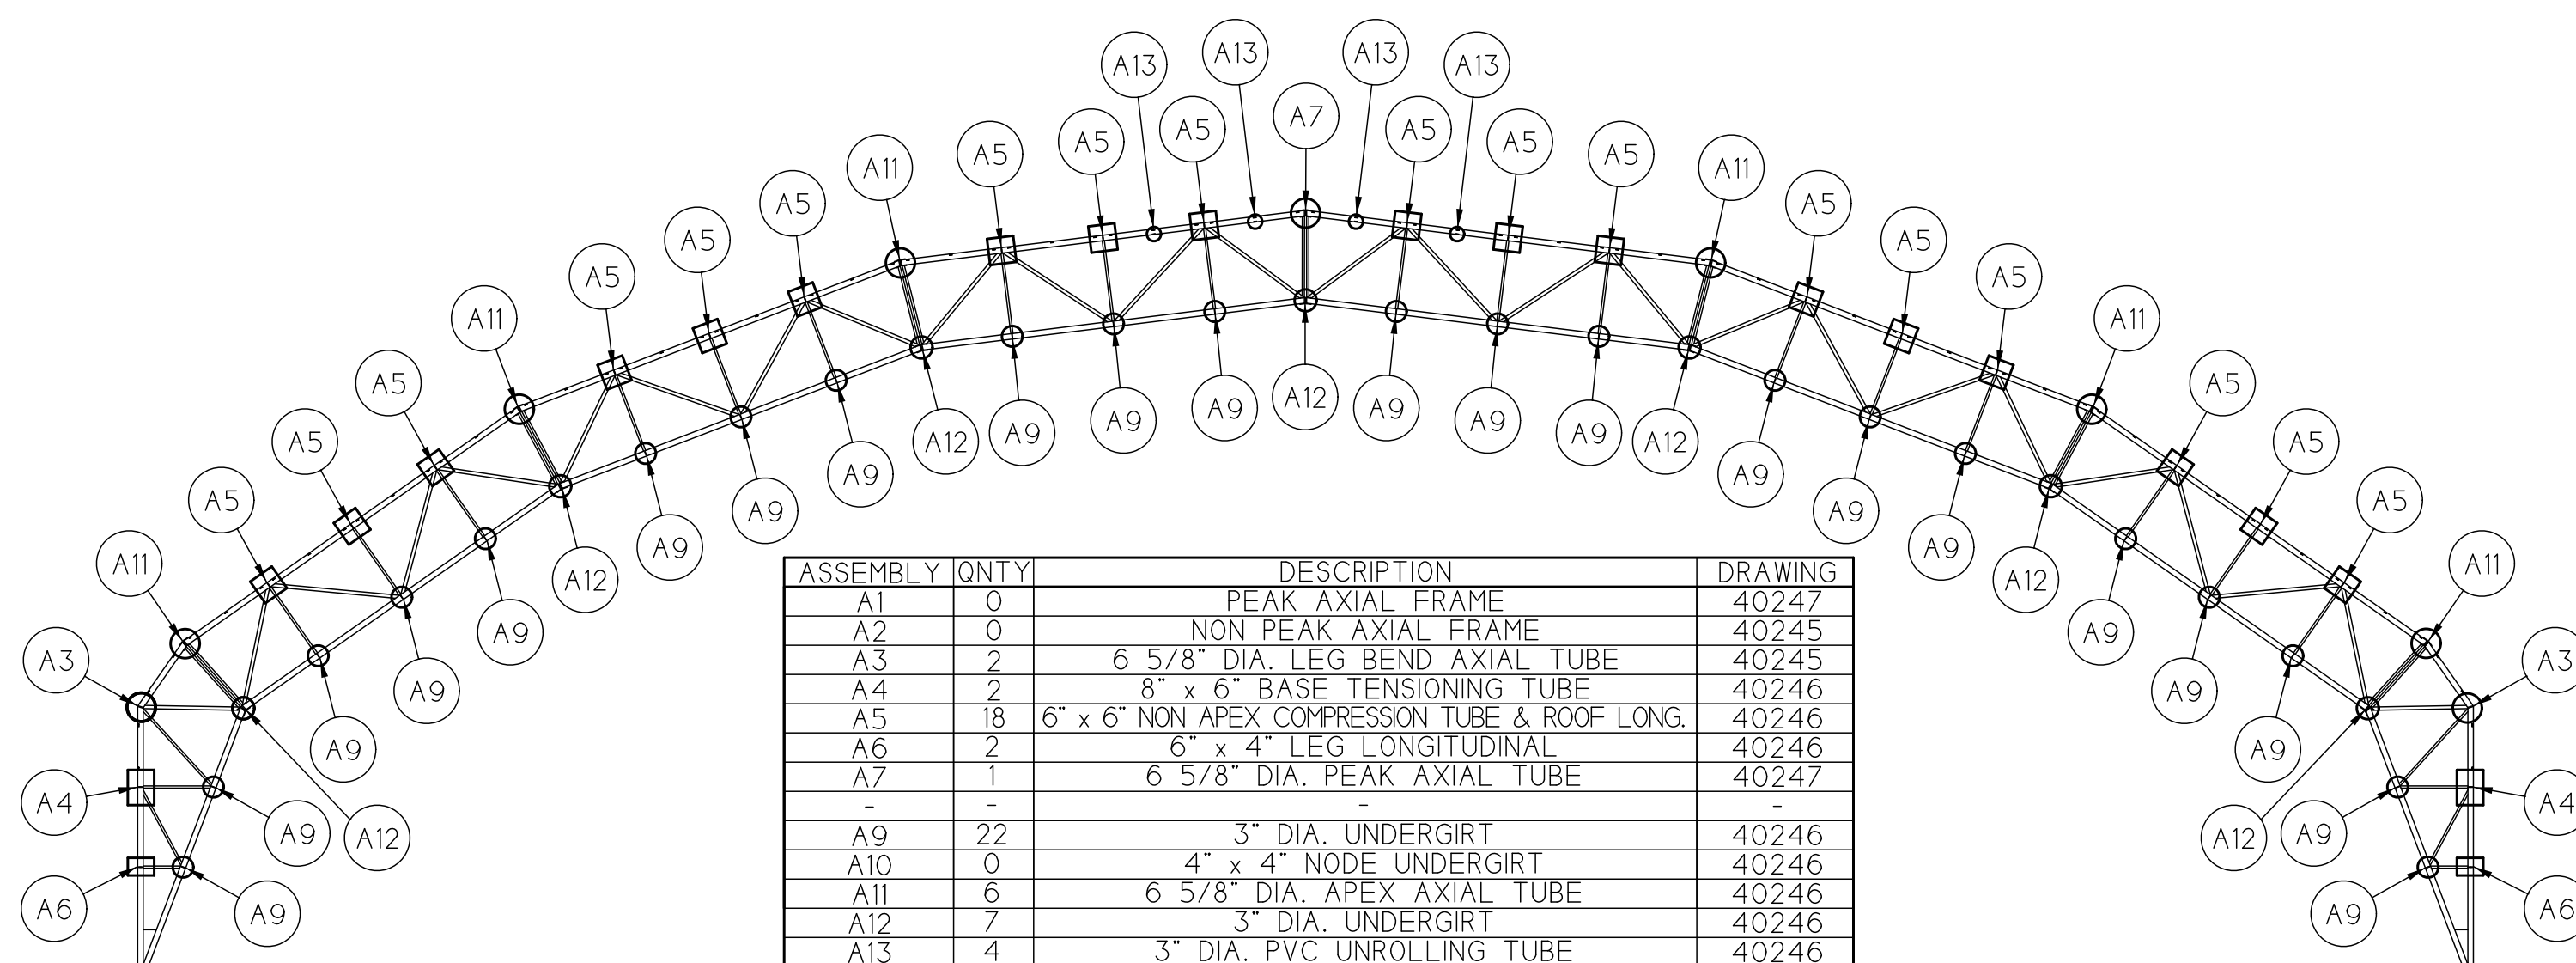 A13 A13 A13 A13
A7
A5 A5 A5 A5 A5 A5
A11 A11
A5 A5
A5 A5
A5 A5
A11 A11
A5 A5
A5 A5
A5 A5
A11 A11
A3 A3
A12
A9 A9 A9 A9 A9 A9
A12 A12
A9 A9
A9 A9
A9 A9
A12 A12
A9 A9
A9 A9
A9 A9
A4 A4
A9 A12 A12 A9
A6 A9 A9 A6
ASSEMBLY QNTY DESCRIPTION DRAWING
A1 0 PEAK AXIAL FRAME 40247
A2 0 NON PEAK AXIAL FRAME 40245
A3 2 6 5/8" DIA. LEG BEND AXIAL TUBE 40245
A4 2 8" x 6" BASE TENSIONING TUBE 40246
A5 18 6" x 6" NON APEX COMPRESSION TUBE & ROOF LONG. 40246
A6 2 6" x 4" LEG LONGITUDINAL 40246
A7 1 6 5/8" DIA. PEAK AXIAL TUBE 40247
- - - -
A9 22 3" DIA. UNDERGIRT 40246
A10 0 4" x 4" NODE UNDERGIRT 40246
A11 6 6 5/8" DIA. APEX AXIAL TUBE 40246
A12 7 3" DIA. UNDERGIRT 40246
A13 4 3" DIA. PVC UNROLLING TUBE 40246